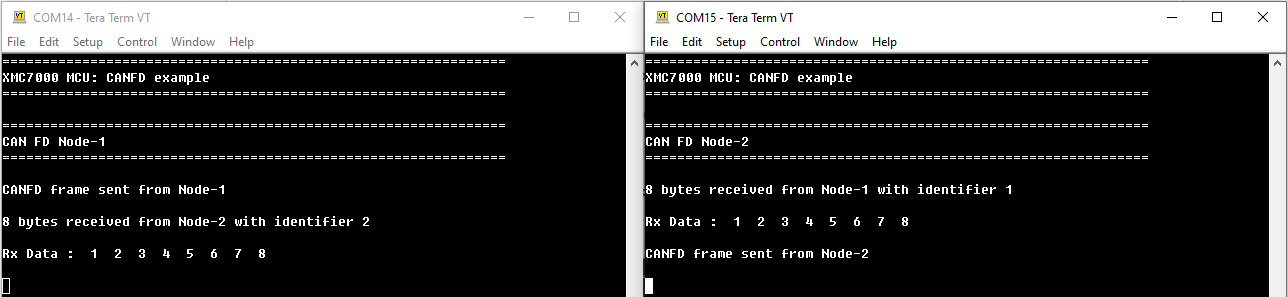 COM14 - Tera Term VT
File Edit Setup Control Window Help
===============================================================
XMC7000 MCU: CANFD example
===============================================================
===============================================================
CAN FD Node-1
===============================================================
CANFD frame sent from Node-1
8 bytes received from Node-2 with identifier 2
Rx Data :  1  2  3  4  5  6  7  8
COM15 - Tera Term VT
File Edit Setup Control Window Help
===============================================================
XMC7000 MCU: CANFD example
===============================================================
===============================================================
CAN FD Node-2
===============================================================
8 bytes received from Node-1 with identifier 1
Rx Data :  1  2  3  4  5  6  7  8
CANFD frame sent from Node-2